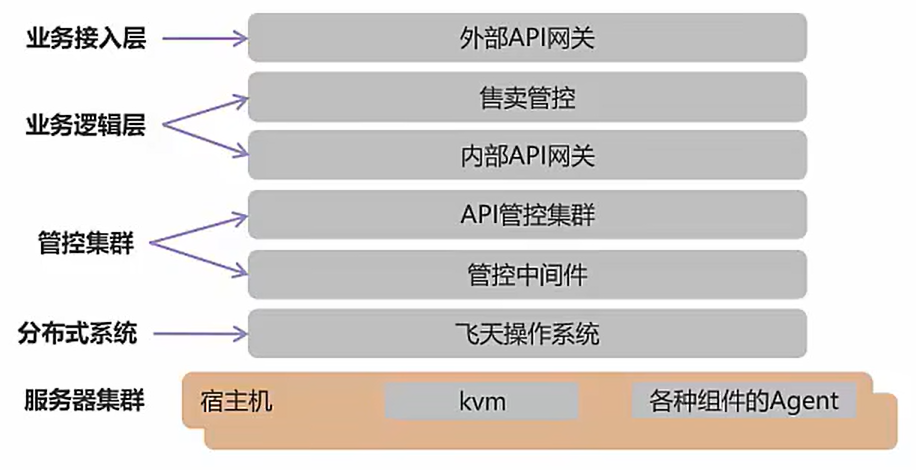 业务接入层
外部API网关
业务逻辑层
售卖管控
内部API网关
管控集群
API管控集群
管控中间件
分布式系统
飞天操作系统
服务器集群
宿主机
kvm
各种组件的Agent